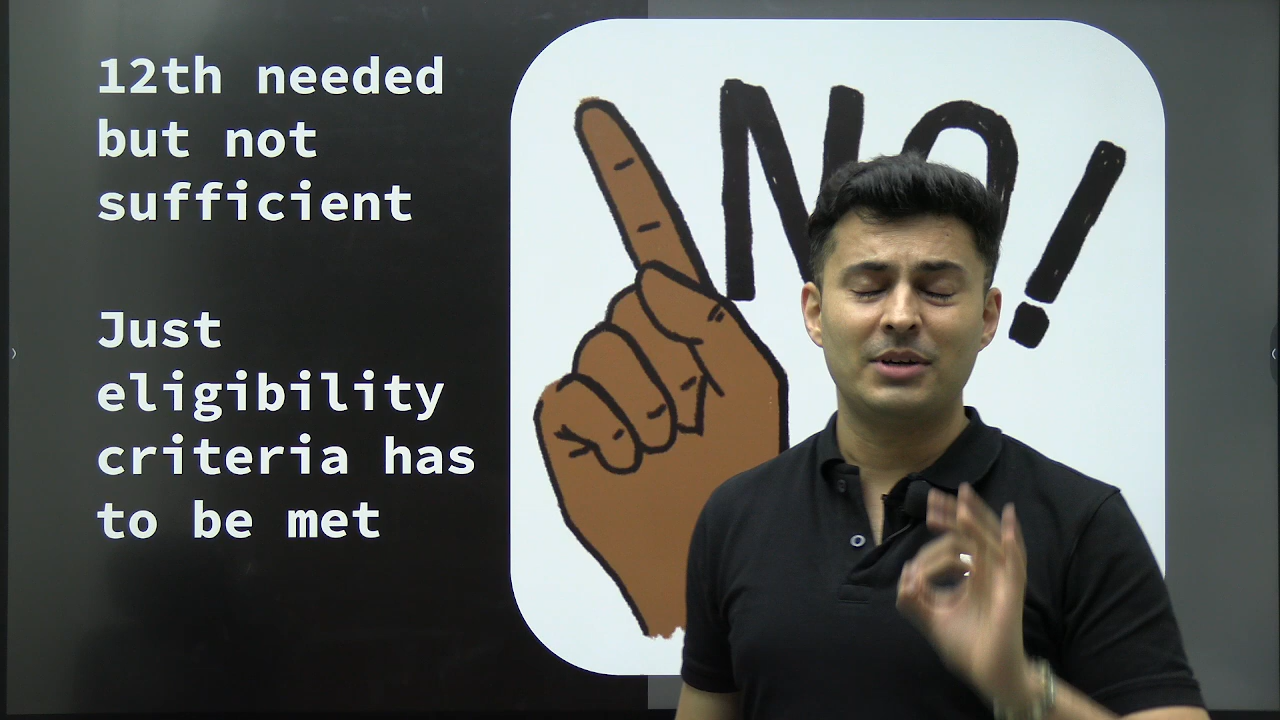 12th needed
but not
sufficient
Just
eligibility
criteria has
to be met
NO!